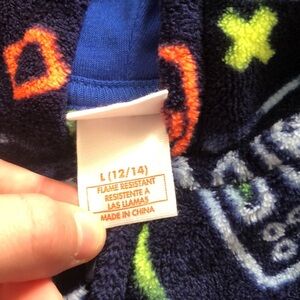 L (12/14)
FLAME RESISTANT
RESISTENTE A
LAS LLAMAS
MADE IN CHINA